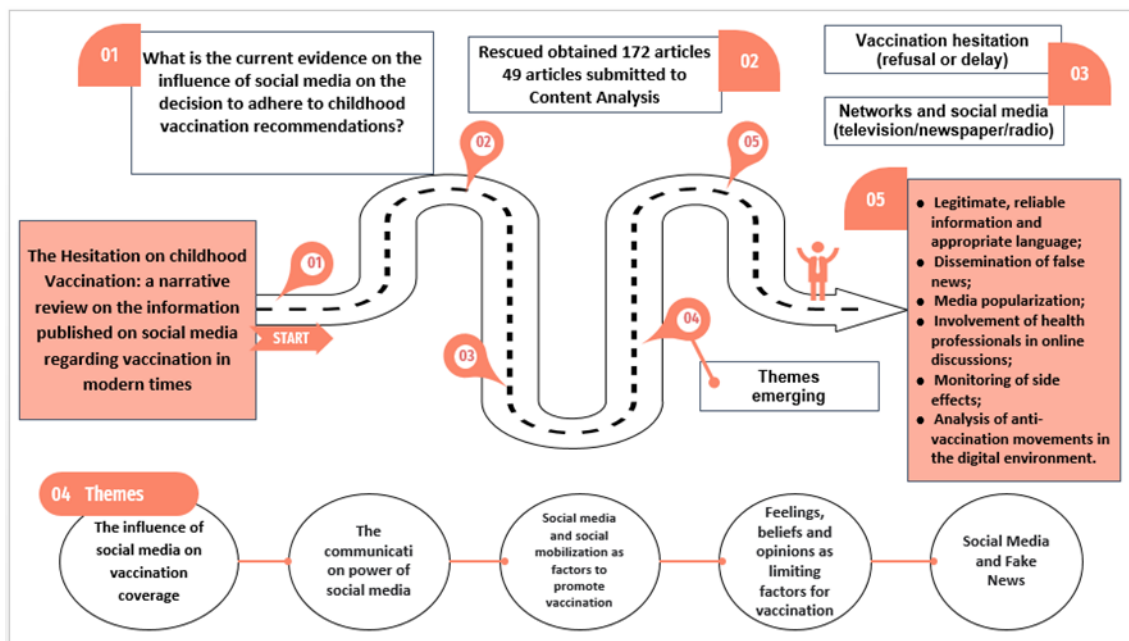 01
What is the current evidence on the
influence of social media on the
decision to adhere to childhood
vaccination recommendations?
Rescued obtained 172 articles
49 articles submitted to
Content Analysis
02
Vaccination hesitation
(refusal or delay)
03
Networks and social media
(television/newspaper/radio)
The Hesitation on childhood
Vaccination: a narrative
review on the information
published on social media
regarding vaccination in
modern times
01
START
02
03
04
Themes
emerging
05
05
● Legitimate, reliable
information and
appropriate language;
● Dissemination of false
news;
● Media popularization;
● Involvement of health
professionals in online
discussions;
● Monitoring of side
effects;
● Analysis of anti-
vaccination movements in
the digital environment.
04 Themes
The influence of
social media on
vaccination
coverage
The
communicati
on power of
social media
Social media
and social
mobilization as
factors to
promote
vaccination
Feelings,
beliefs and
opinions as
limiting
factors for
vaccination
Social Media
and Fake
News